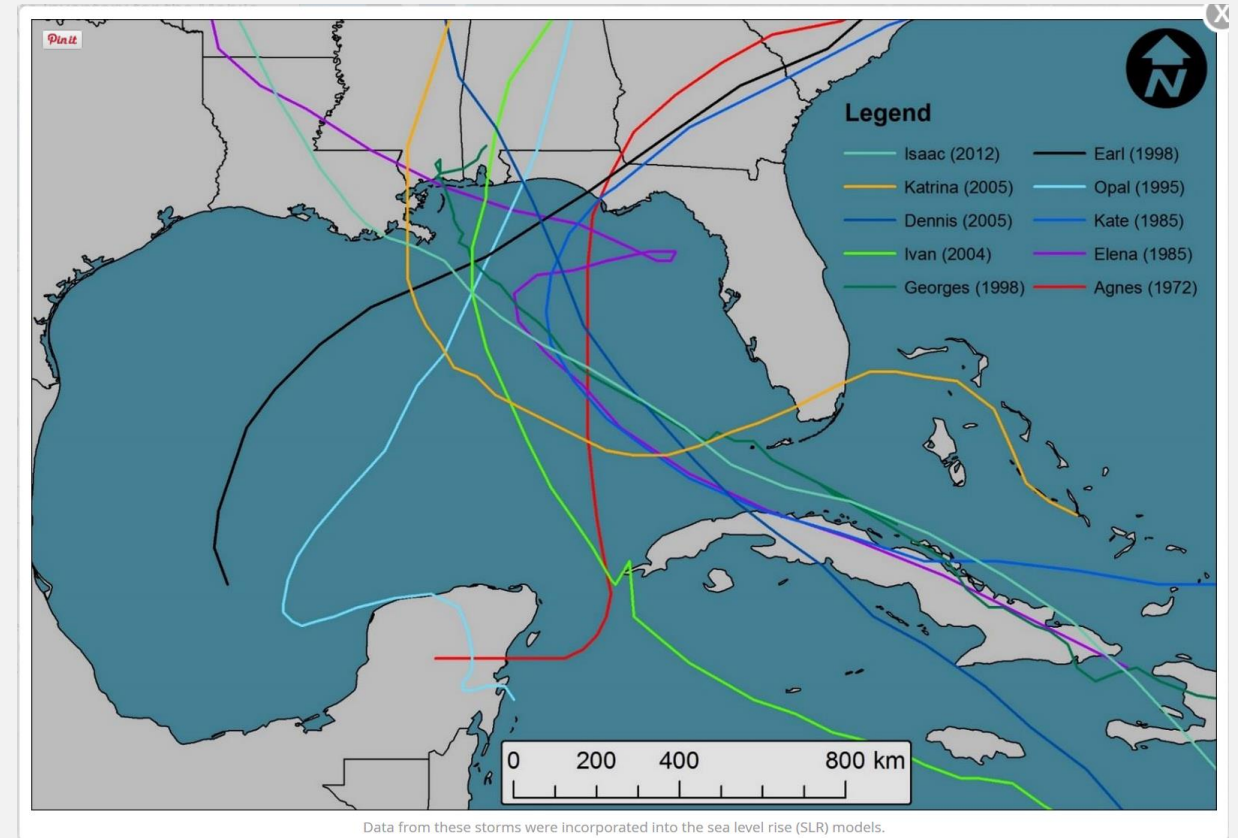 X
Pin it
N
Legend
Isaac (2012) Earl (1998)
Katrina (2005) Opal (1995)
Dennis (2005) Kate (1985)
Ivan (2004) Elena (1985)
Georges (1998) Agnes (1972)
0 200 400 800 km
Data from these storms were incorporated into the sea level rise (SLR) models.